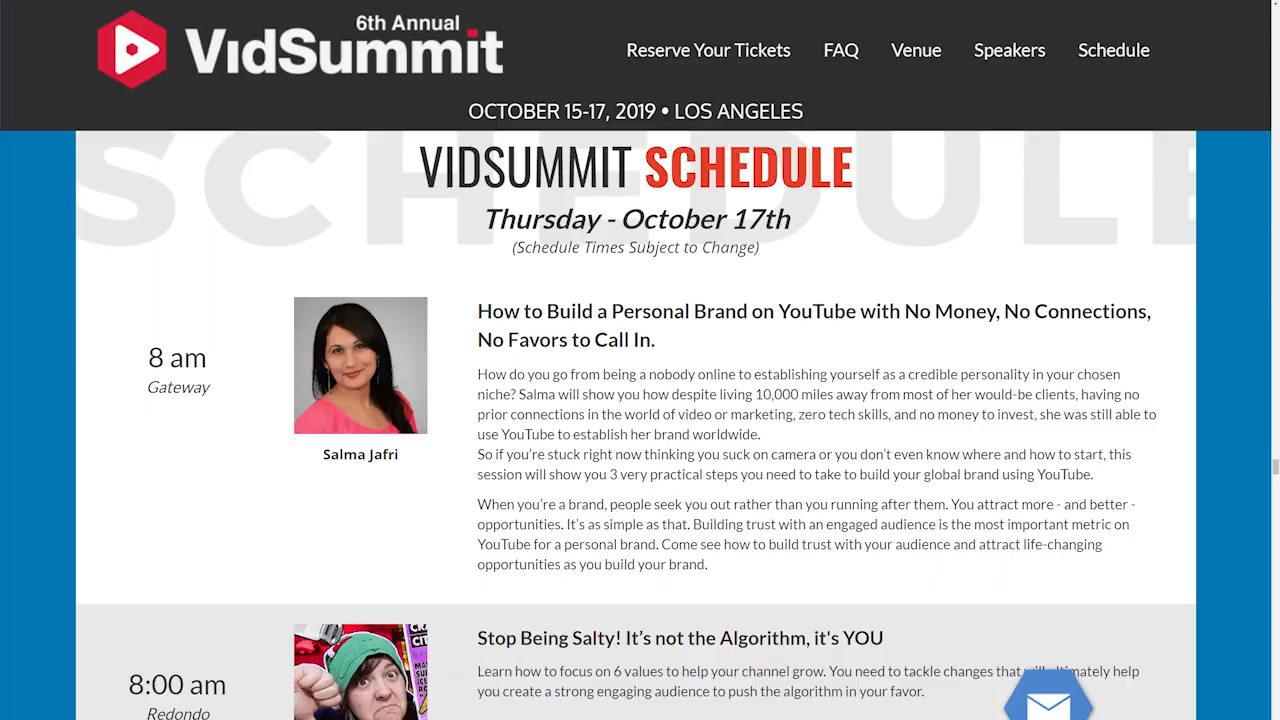 6th Annual
VidSummit
Reserve Your Tickets
FAQ
Venue
Speakers
Schedule
OCTOBER 15-17, 2019 • LOS ANGELES
SCHEDULE
VIDSUMMIT SCHEDULE
Thursday - October 17th
(Schedule Times Subject to Change)
8 am
Gateway
Salma Jafri
How to Build a Personal Brand on YouTube with No Money, No Connections,
No Favors to Call In.
How do you go from being a nobody online to establishing yourself as a credible personality in your chosen
niche? Salma will show you how despite living 10,000 miles away from most of her would-be clients, having no
prior connections in the world of video or marketing, zero tech skills, and no money to invest, she was still able to
use YouTube to establish her brand worldwide.
So if you're stuck right now thinking you suck on camera or you don't even know where and how to start, this
session will show you 3 very practical steps you need to take to build your global brand using YouTube.
When you're a brand, people seek you out rather than you running after them. You attract more - and better -
opportunities. It's as simple as that. Building trust with an engaged audience is the most important metric on
YouTube for a personal brand. Come see how to build trust with your audience and attract life-changing
opportunities as you build your brand.
8:00 am
Redondo
Stop Being Salty! It's not the Algorithm, it's YOU
Learn how to focus on 6 values to help your channel grow. You need to tackle changes that will ultimately help
you create a strong engaging audience to push the algorithm in your favor.